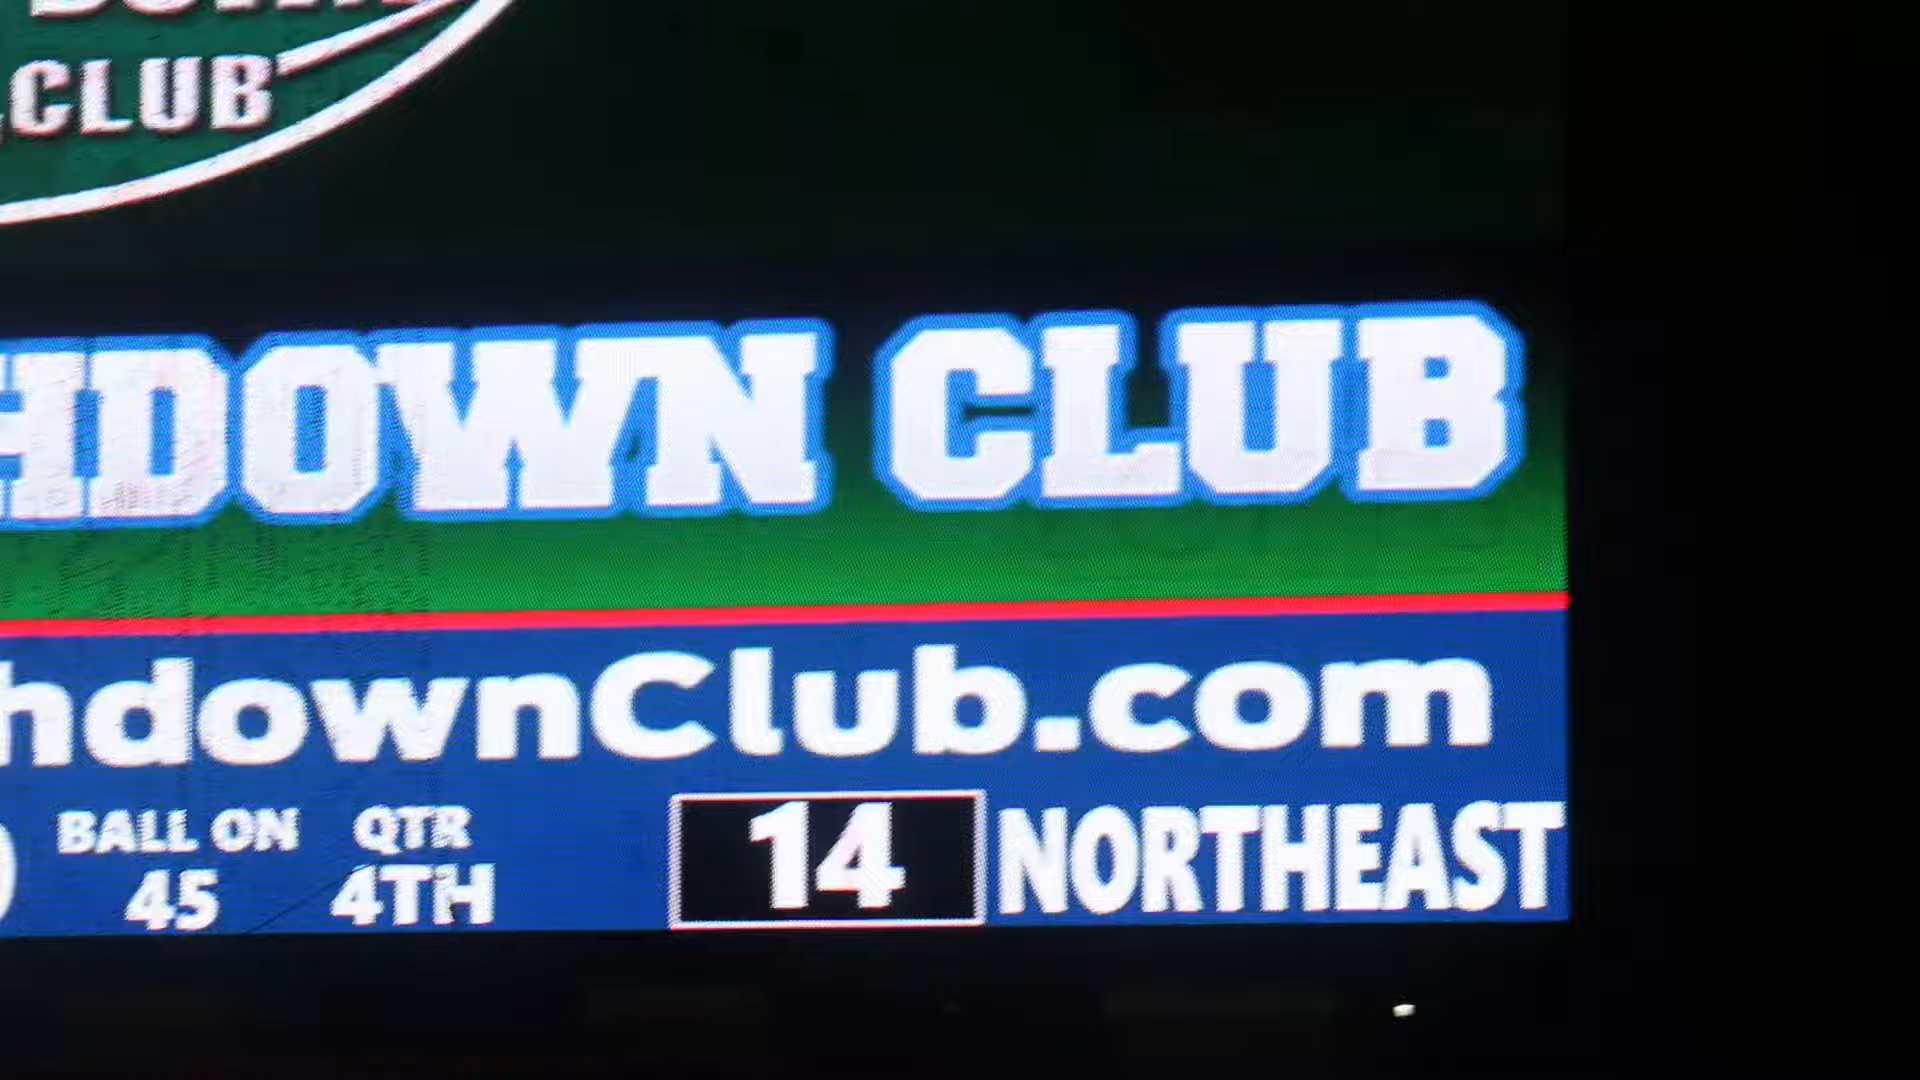 CLUB
HDOWN CLUB
hdownClub.com
BALL ON QTR
45 4TH
14 NORTHEAST